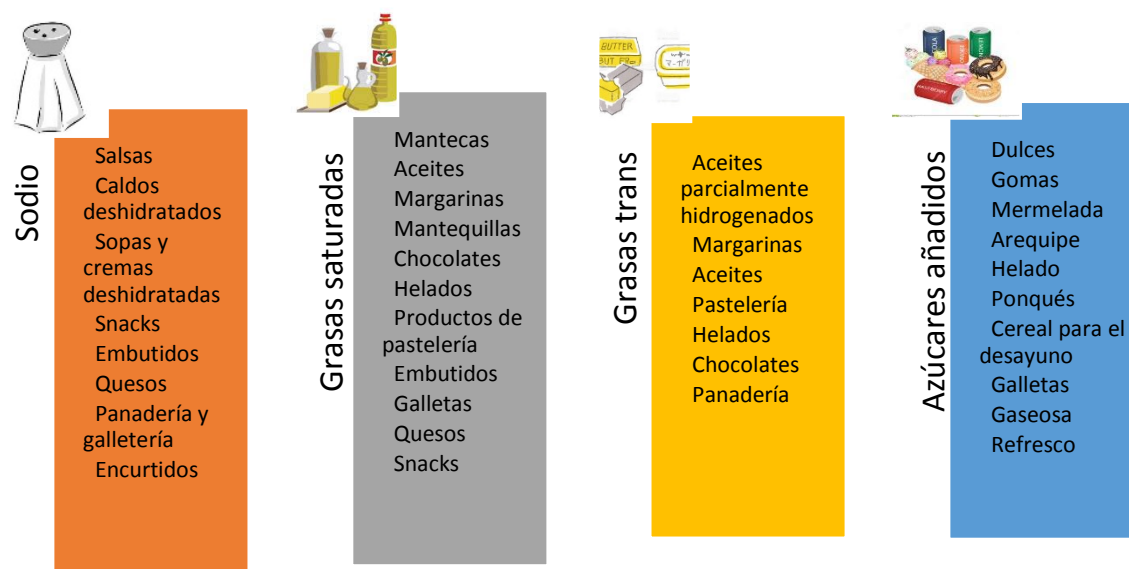 Sodio
Salsas
Caldos
deshidratados
Sopas y
cremas
deshidratadas
Snacks
Embutidos
Quesos
Panadería y
galletería
Encurtidos
Grasas saturadas
Mantecas
Aceites
Margarinas
Mantequillas
Chocolates
Helados
Productos de
pastelería
Embutidos
Galletas
Quesos
Snacks
BUTTER
Grasas trans
Aceites
parcialmente
hidrogenados
Margarinas
Aceites
Pastelería
Helados
Chocolates
Panadería
Azúcares añadidos
Dulces
Gomas
Mermelada
Arequipe
Helado
Ponqués
Cereal para el
desayuno
Galletas
Gaseosa
Refresco